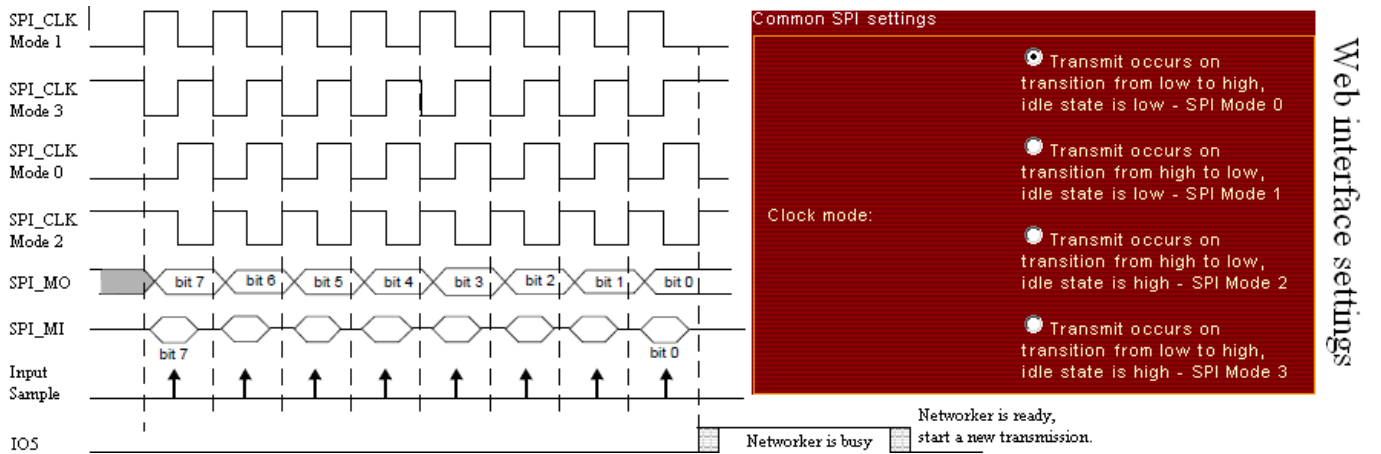 SPI_CLK
Mode 1
SPI_CLK
Mode 3
SPI_CLK
Mode 0
SPI_CLK
Mode 2
SPI_MO
bit 7 bit 6 bit 5 bit 4 bit 3 bit 2 bit 1 bit 0
SPI_MI
bit 7 bit 0
Input
Sample
IO5
Networker is busy
Networker is ready,
start a new transmission.
Common SPI settings
Clock mode:
Transmit occurs on
transition from low to high,
idle state is low - SPI Mode 0
Transmit occurs on
transition from high to low,
idle state is low - SPI Mode 1
Transmit occurs on
transition from high to low,
idle state is high - SPI Mode 2
Transmit occurs on
transition from low to high,
idle state is high - SPI Mode 3
Web interface settings